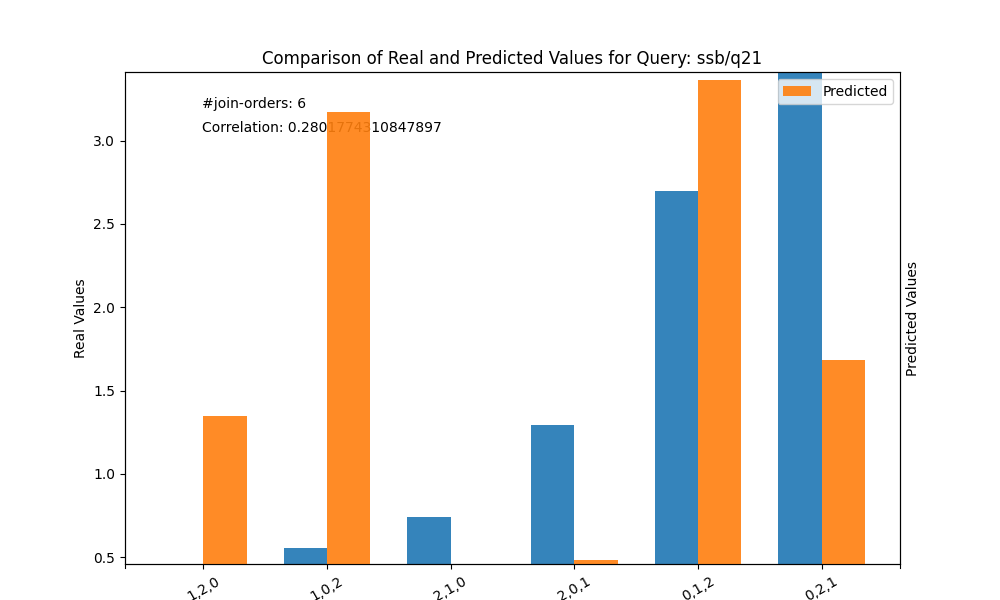 Comparison of Real and Predicted Values for Query: ssb/q21
#join-orders: 6
Correlation: 0.2801774310847897
Predicted
3.0
2.5
2.0
1.5
1.0
0.5
Real Values
Predicted Values
1,2,0
1,0,2
2,1,0
2,0,1
0,1,2
0,2,1